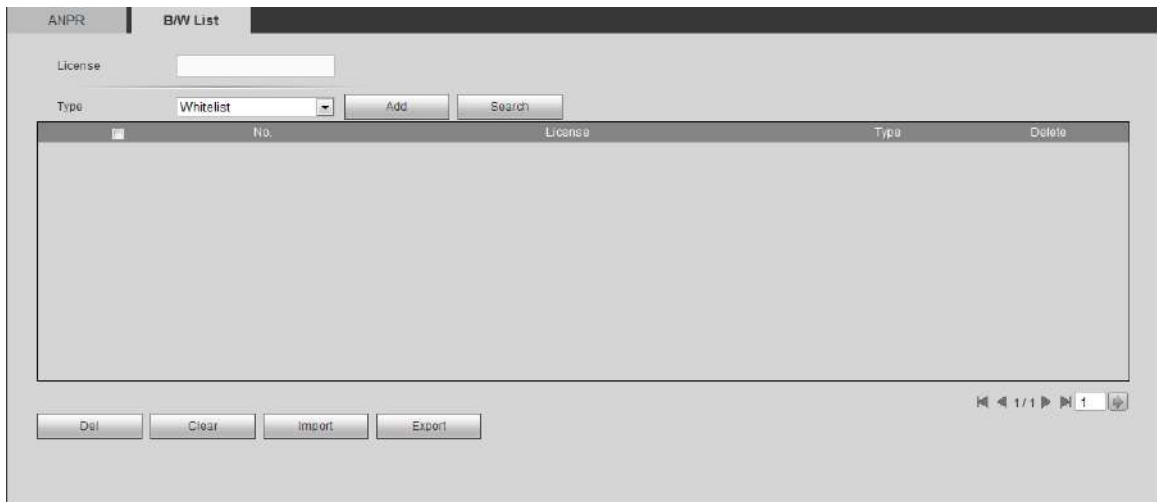 ANPR B/W List
License
Type Whitelist Add Search
No. License Type Delete
1/1 1
Del Clear Import Export